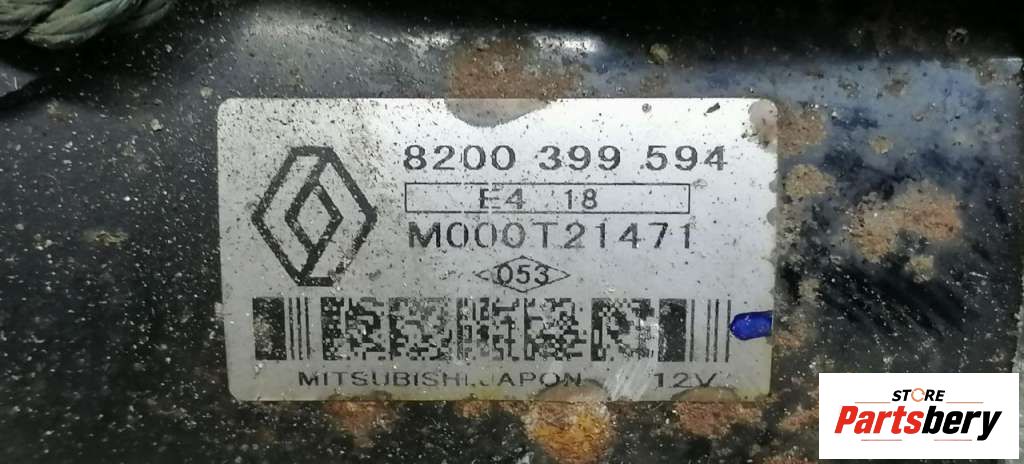 8200 399 594
E4 18
M000T21471
053
MITSUBISHI.JAPON 12V
STORE
Partsbery